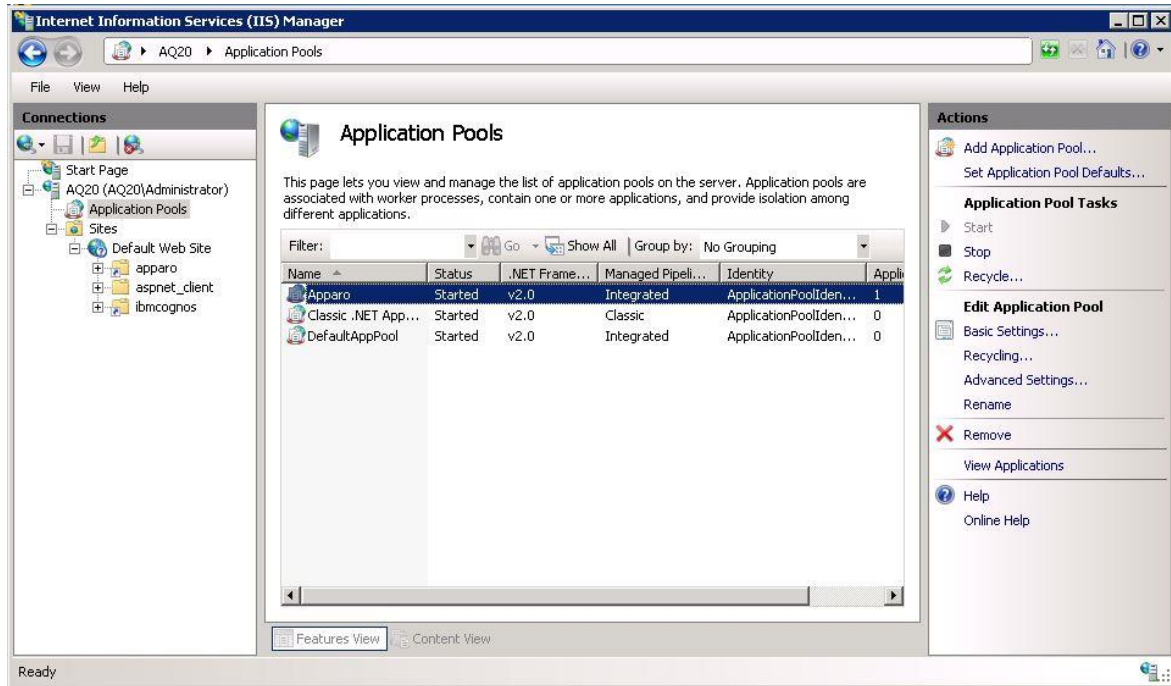 Internet Information Services (IIS) Manager
AQ20 Application Pools
File View Help
Connections
Start Page
AQ20 (AQ20\Administrator)
Application Pools
Sites
Default Web Site
apparo
aspnet_client
ibmcognos
Application Pools
This page lets you view and manage the list of application pools on the server. Application pools are
associated with worker processes, contain one or more applications, and provide isolation among
different applications.
Filter: Go Show All Group by: No Grouping
Name Status .NET Frame... Managed Pipeli... Identity Appli
Apparo Started v2.0 Integrated ApplicationPoolIden... 1
Classic .NET App... Started v2.0 Classic ApplicationPoolIden... 0
DefaultAppPool Started v2.0 Integrated ApplicationPoolIden... 0
Features View Content View
Actions
Add Application Pool...
Set Application Pool Defaults...
Application Pool Tasks
Start
Stop
Recycle...
Edit Application Pool
Basic Settings...
Recycling...
Advanced Settings...
Rename
Remove
View Applications
Help
Online Help
Ready